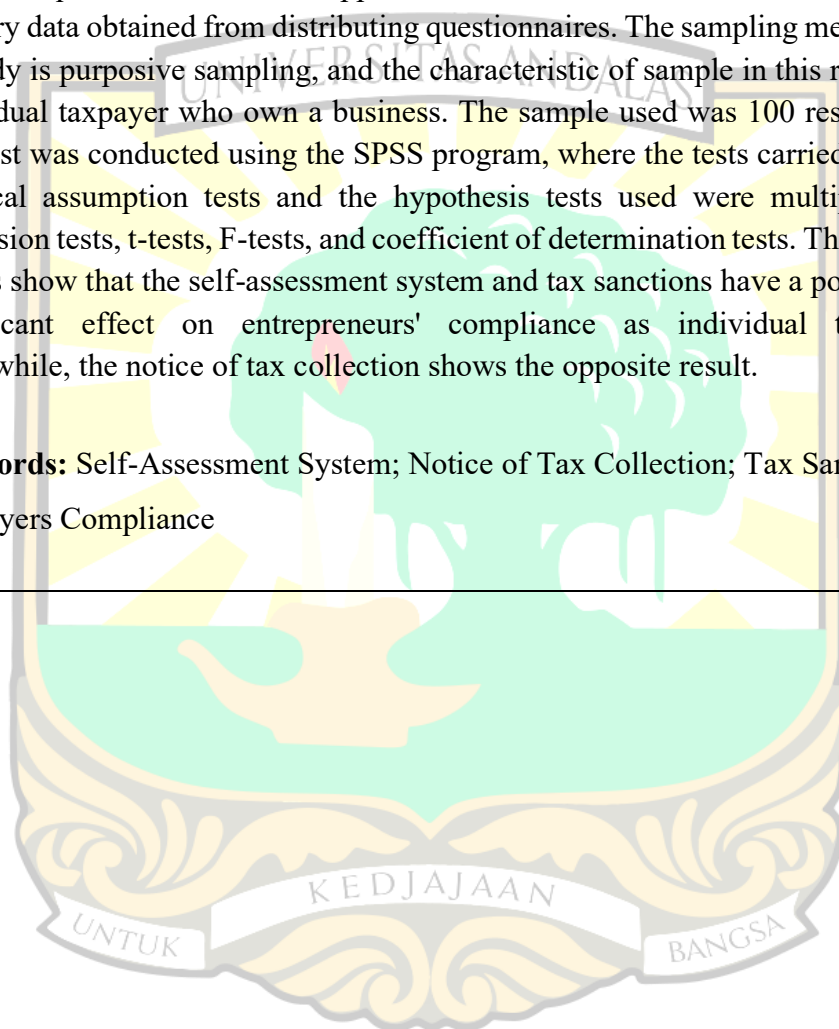 ry data obtained from distributing questionnaires. The sampling me
dy is purposive sampling, and the characteristic of sample in this r
dual taxpayer who own a business. The sample used was 100 res
st was conducted using the SPSS program, where the tests carried
cal assumption tests and the hypothesis tests used were multi
sion tests, t-tests, F-tests, and coefficient of determination tests. Th
s show that the self-assessment system and tax sanctions have a po
cant effect on entrepreneurs' compliance as individual t
while, the notice of tax collection shows the opposite result.
ords: Self-Assessment System; Notice of Tax Collection; Tax San
yers Compliance
UNIVERSITAS ANDALAS
KEDJAJAAN
UNTUK
BANGSA